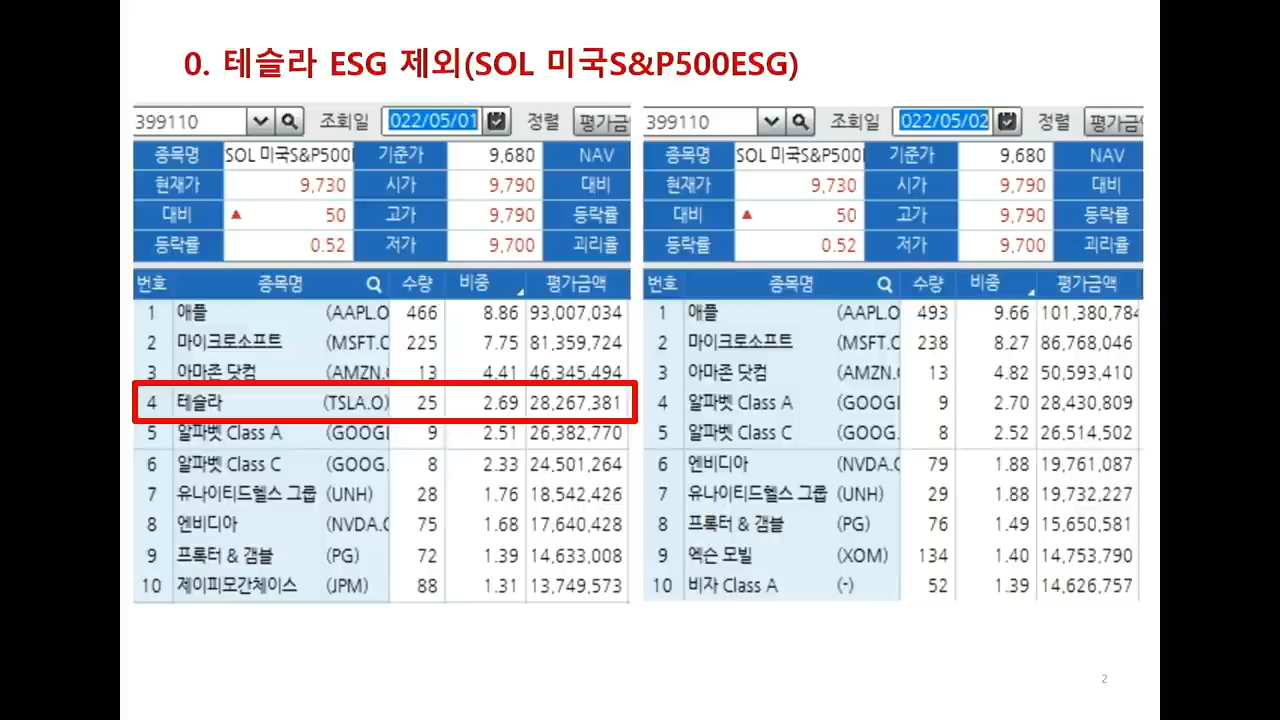 0. 테슬라 ESG 제외(SOL 미국S&P500ESG)
399110 조회일 022/05/01 정렬 평가금
종목명 SOL 미국S&P500 기준가 9,680 NAV
현재가 9,730 시가 9,790 대비
대비 ▲ 50 고가 9,790 등락률
등락률 0.52 저가 9,700 괴리율
번호 종목명 수량 비중 평가금액
1 애플 (AAPL.O 466 8.86 93,007,034
2 마이크로소프트 (MSFT.O 225 7.75 81,359,724
3 아마존 닷컴 (AMZN. 13 4.41 46,345,494
4 테슬라 (TSLA.O) 25 2.69 28,267,381
5 알파벳 Class A (GOOGL 9 2.51 26,382,770
6 알파벳 Class C (GOOG. 8 2.33 24,501,264
7 유나이티드헬스 그룹 (UNH) 28 1.76 18,542,426
8 엔비디아 (NVDA.O 75 1.68 17,640,428
9 프록터 & 갬블 (PG) 72 1.39 14,633,008
10 제이피모간체이스 (JPM) 88 1.31 13,749,573
399110 조회일 022/05/02 정렬 평가금
종목명 SOL 미국S&P500 기준가 9,680 NAV
현재가 9,730 시가 9,790 대비
대비 ▲ 50 고가 9,790 등락률
등락률 0.52 저가 9,700 괴리율
번호 종목명 수량 비중 평가금액
1 애플 (AAPL.O 493 9.66 101,380,784
2 마이크로소프트 (MSFT.O 238 8.27 86,768,046
3 아마존 닷컴 (AMZN. 13 4.82 50,593,410
4 알파벳 Class A (GOOGL 9 2.70 28,430,809
5 알파벳 Class C (GOOG. 8 2.52 26,514,502
6 엔비디아 (NVDA.O 79 1.88 19,761,087
7 유나이티드헬스 그룹 (UNH) 29 1.88 19,732,227
8 프록터 & 갬블 (PG) 76 1.49 15,650,581
9 엑슨 모빌 (XOM) 134 1.40 14,753,790
10 비자 Class A (-) 52 1.39 14,626,757
2